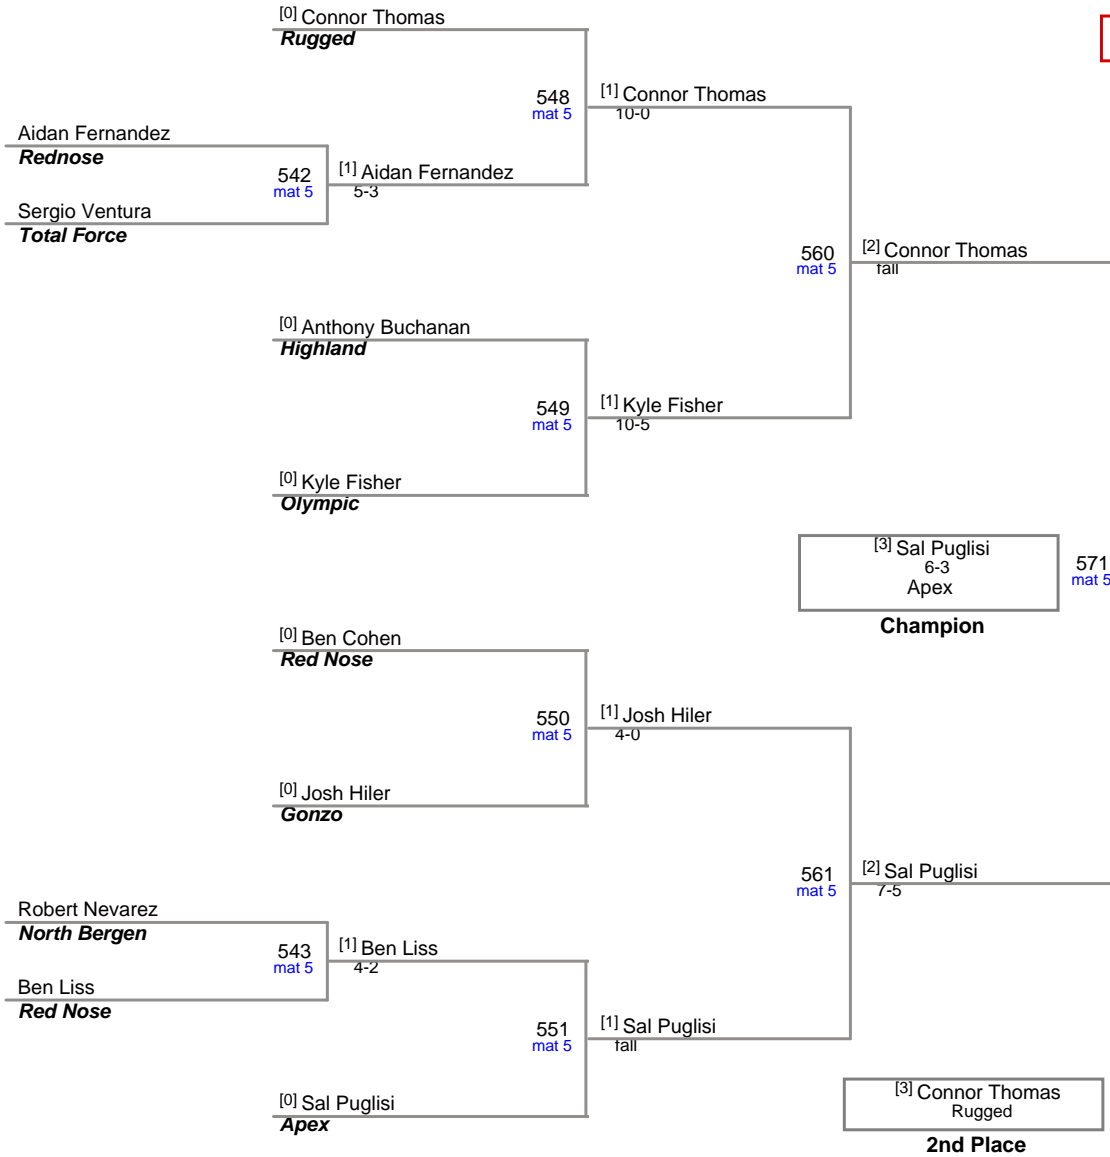 [0] Connor Thomas
Rugged
548
mat 5
[1] Connor Thomas
10-0
Aidan Fernandez
Rednose
542
mat 5
[1] Aidan Fernandez
5-3
Sergio Ventura
Total Force
560
mat 5
[2] Connor Thomas
fall
[0] Anthony Buchanan
Highland
549
mat 5
[1] Kyle Fisher
10-5
[0] Kyle Fisher
Olympic
[3] Sal Puglisi
6-3
Apex
571
mat 5
Champion
[0] Ben Cohen
Red Nose
550
mat 5
[1] Josh Hiler
4-0
[0] Josh Hiler
Gonzo
561
mat 5
[2] Sal Puglisi
7-5
Robert Nevarez
North Bergen
543
mat 5
[1] Ben Liss
4-2
Ben Liss
Red Nose
551
mat 5
[1] Sal Puglisi
fall
[0] Sal Puglisi
Apex
[3] Connor Thomas
Rugged
2nd Place